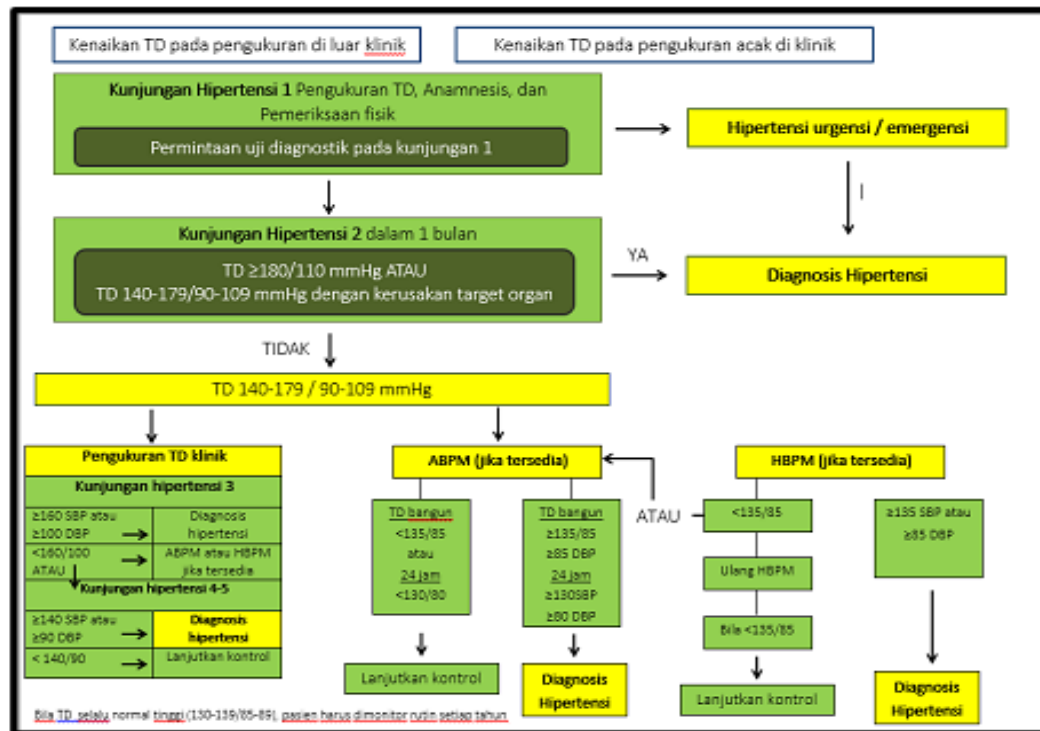 Kenaikan TD pada pengukuran di luar klinik
Kenaikan TD pada pengukuran acak di klinik
Kunjungan Hipertensi 1 Pengukuran TD, Anamnesis, dan
Pemeriksaan fisik
Permintaan uji diagnostik pada kunjungan 1
Hipertensi urgensi / emergensi
Kunjungan Hipertensi 2 dalam 1 bulan
TD ≥180/110 mmHg ATAU
TD 140-179/90-109 mmHg dengan kerusakan target organ
YA
Diagnosis Hipertensi
TIDAK
TD 140-179 / 90-109 mmHg
Pengukuran TD klinik
Kunjungan hipertensi 3
≥160 SBP atau
≥100 DBP
Diagnosis
hipertensi
<160/100
ATAU
ABPM atau HBPM
jika tersedia
Kunjungan hipertensi 4-5
≥140 SBP atau
≥90 DBP
Diagnosis
hipertensi
< 140/90
Lanjutkan kontrol
ABPM (jika tersedia)
TD bangun
<135/85
atau
24 jam
<130/80
Lanjutkan kontrol
TD bangun
≥135/85
≥85 DBP
24 jam
≥130SBP
≥80 DBP
Diagnosis
Hipertensi
ATAU
HBPM (jika tersedia)
<135/85
Ulang HBPM
Bila <135/85
Lanjutkan kontrol
≥135 SBP atau
≥85 DBP
Diagnosis
Hipertensi
Bila TD selalu normal tinggi (130-139/85-89), pasien harus dimonitor rutin setiap tahun